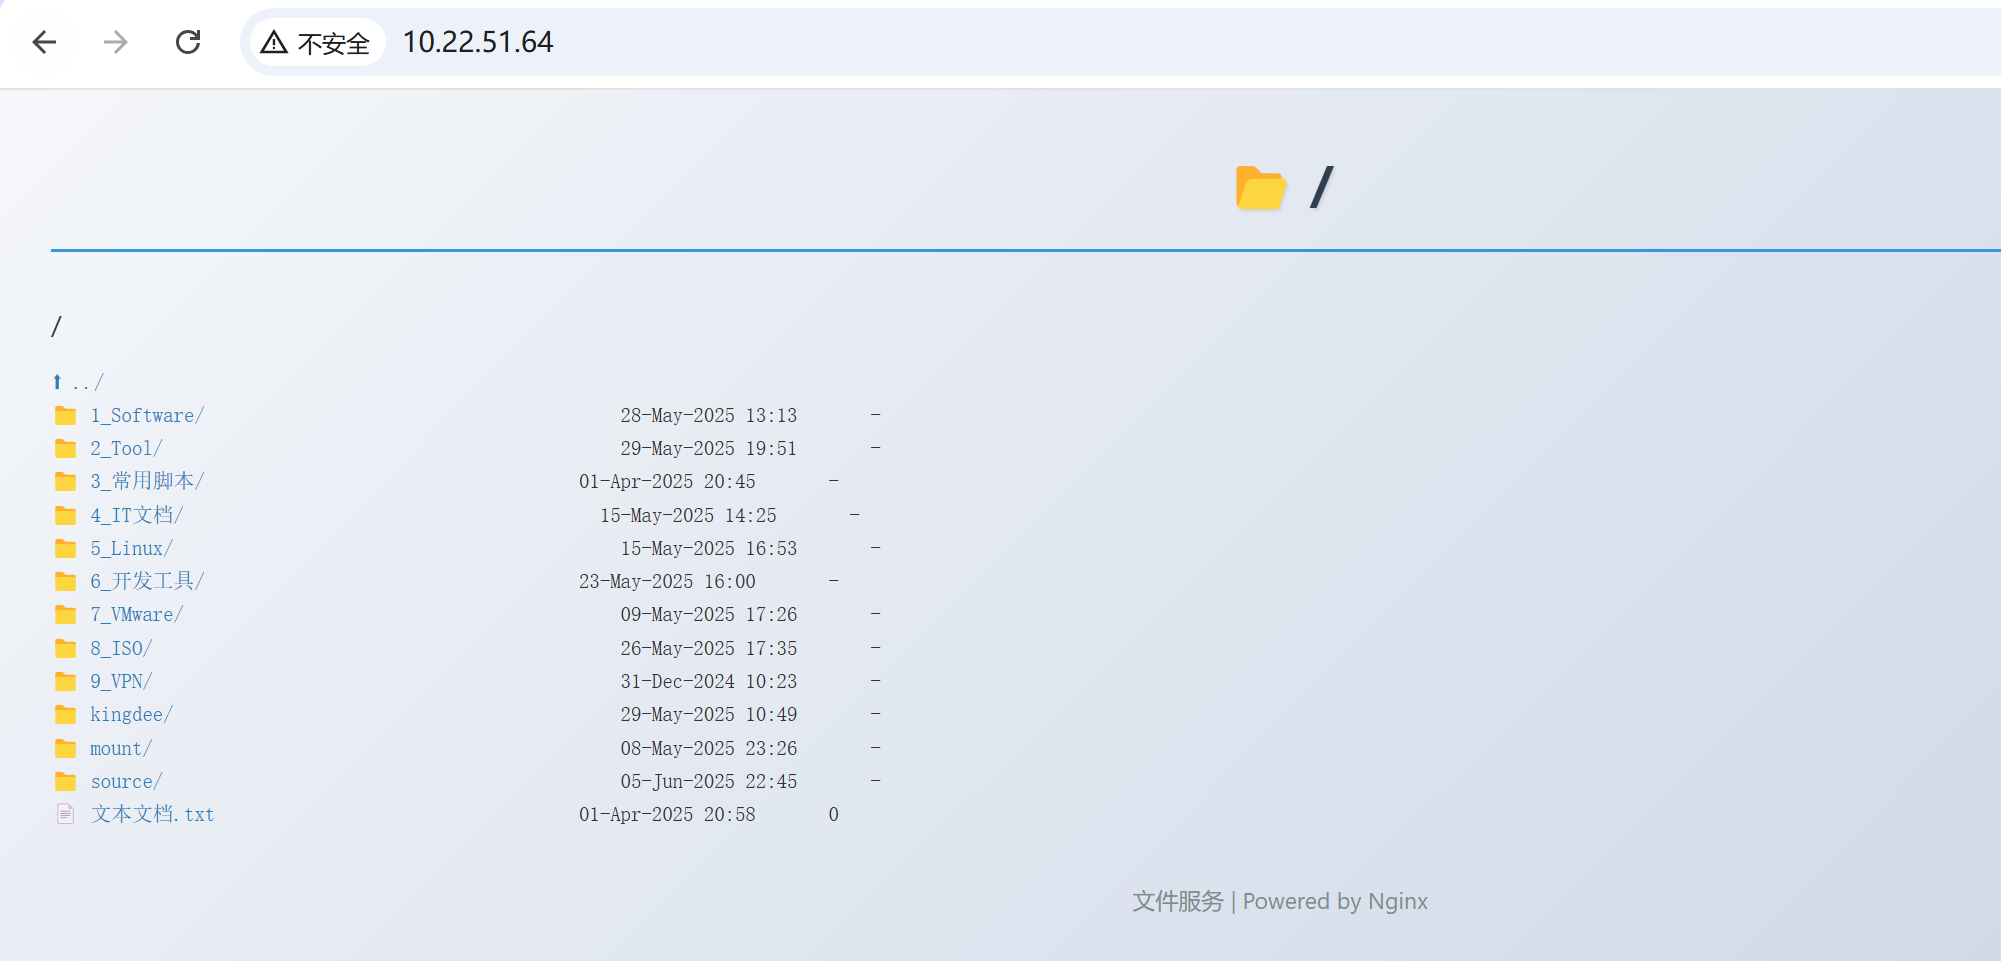 不安全 10.22.51.64
/
/
../
1_Software/ 28-May-2025 13:13 -
2_Tool/ 29-May-2025 19:51 -
3_常用脚本/ 01-Apr-2025 20:45 -
4_IT文档/ 15-May-2025 14:25 -
5_Linux/ 15-May-2025 16:53 -
6_开发工具/ 23-May-2025 16:00 -
7_VMware/ 09-May-2025 17:26 -
8_ISO/ 26-May-2025 17:35 -
9_VPN/ 31-Dec-2024 10:23 -
kingdee/ 29-May-2025 10:49 -
mount/ 08-May-2025 23:26 -
source/ 05-Jun-2025 22:45 -
文本文档.txt 01-Apr-2025 20:58 0
文件服务 | Powered by Nginx